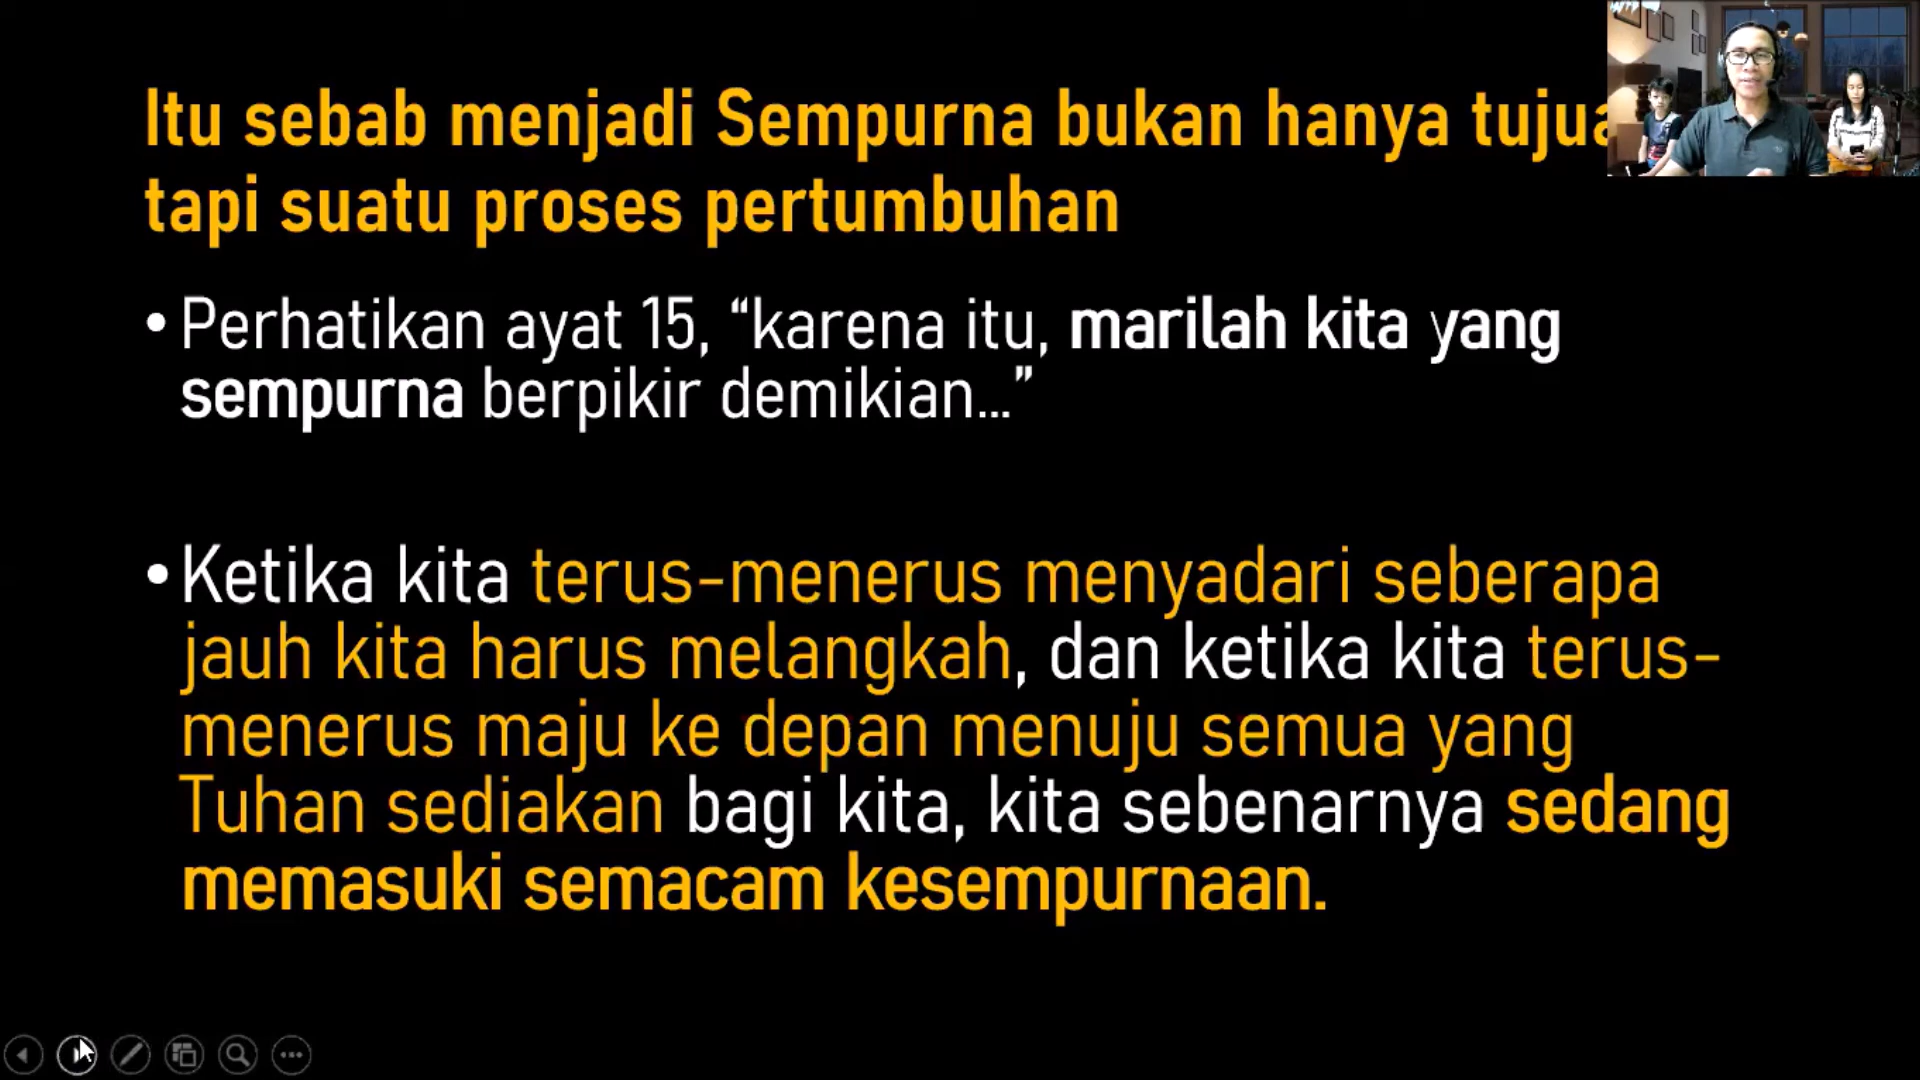 Itu sebab menjadi Sempurna bukan hanya
tapi suatu proses pertumbuhan
• Perhatikan ayat 15, “karena itu, marilah kita yang
sempurna berpikir demikian...”
• Ketika kita terus-menerus menyadari seberapa
jauh kita harus melangkah, dan ketika kita terus-
menerus maju ke depan menuju semua yang
Tuhan sediakan bagi kita, kita sebenarnya sedang
memasuki semacam kesempurnaan.